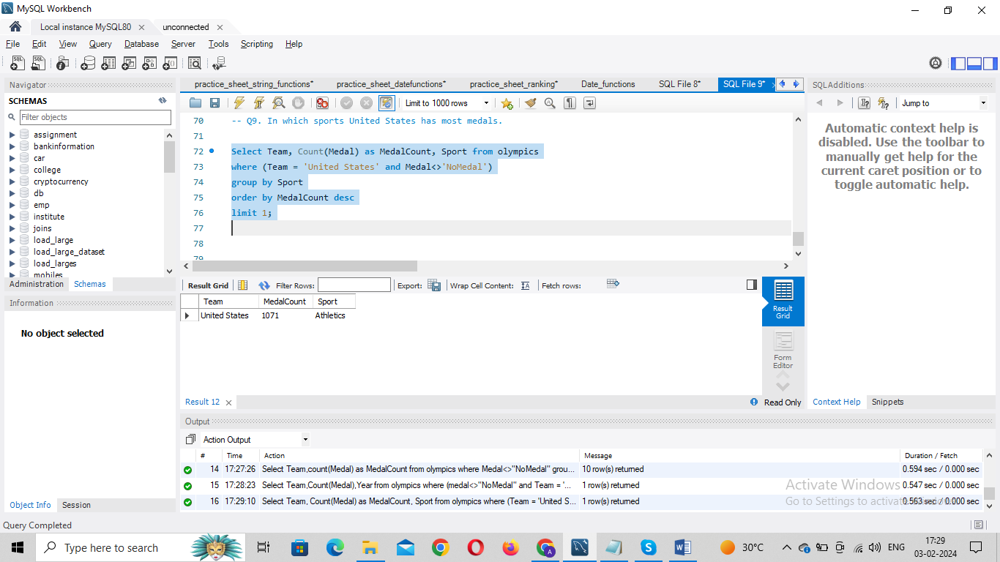 MySQL Workbench
Local instance MySQL80
unconnected
File Edit View Query Database Server Tools Scripting Help
Navigator
SCHEMAS
Filter objects
assignment
bankinformation
car
college
cryptocurrency
db
emp
institute
joins
load_large
load_large_dataset
load_larges
mobiles
Administration Schemas
Information
No object selected
Object Info Session
practice_sheet_string_functions* practice_sheet_datefunctions* practice_sheet_ranking* Date_functions SQL File 8* SQL File 9*
Limit to 1000 rows
70 -- Q9. In which sports United States has most medals.
71
72 Select Team, Count(Medal) as MedalCount, Sport from olympics
73 where (Team = 'United States' and Medal<>'NoMedal')
74 group by Sport
75 order by MedalCount desc
76 limit 1;
77
78
79
Result Grid Filter Rows: Export: Wrap Cell Content: Fetch rows:
Team MedalCount Sport
United States 1071 Athletics
Result Grid
Form Editor
Result 12
Read Only
SQLAdditions
Jump to
Automatic context help is
disabled. Use the toolbar to
manually get help for the
current caret position or to
toggle automatic help.
Context Help Snippets
Output
Action Output
# Time Action Message Duration / Fetch
14 17:27:26 Select Team,count(Medal) as MedalCount from olympics where Medal<>"NoMedal" grou... 10 row(s) returned 0.594 sec / 0.000 sec
15 17:28:23 Select Team,Count(Medal),Year from olympics where (medal<>"NoMedal" and Team = '... 1 row(s) returned 0.547 sec / 0.000 sec
16 17:29:10 Select Team, Count(Medal) as MedalCount, Sport from olympics where (Team = 'United S... 1 row(s) returned 0.563 sec / 0.000 sec
Activate Windows
Go to Settings to activate Windows.
Query Completed
Type here to search
30°C
ENG
17:29
03-02-2024